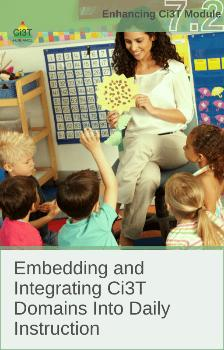 Enhancing Ci3T Module
7.2
Ci3T
Embedding and
Integrating Ci3T
Domains Into Daily
Instruction